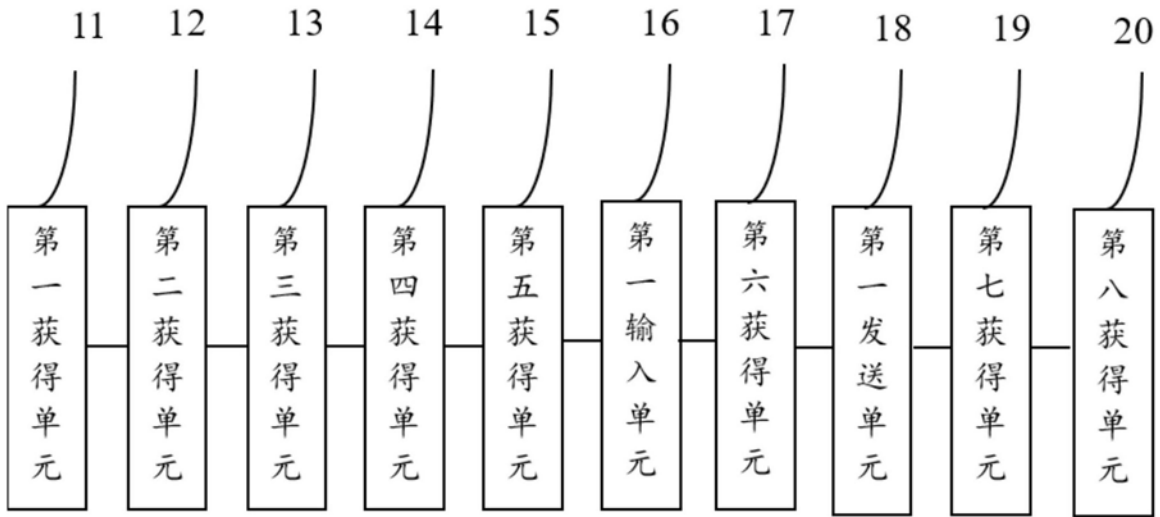 11 12 13 14 15 16 17 18 19 20
第一获得单元
第二获得单元
第三获得单元
第四获得单元
第五获得单元
第一输入单元
第六获得单元
第一发送单元
第七获得单元
第八获得单元